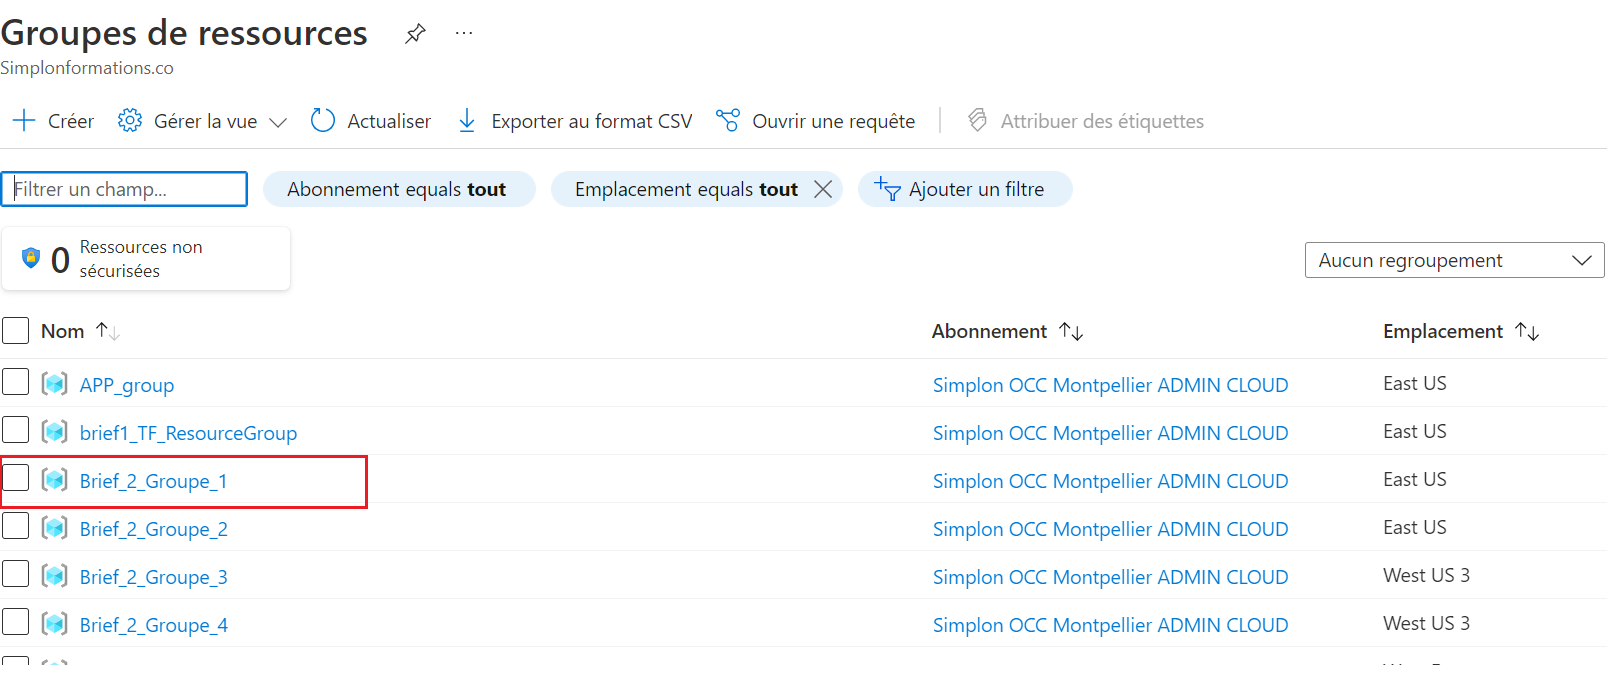 Groupes de ressources
Simplonformations.co
Créer Gérer la vue Actualiser Exporter au format CSV Ouvrir une requête Attribuer des étiquettes
Filtrer un champ... Abonnement equals tout Emplacement equals tout Ajouter un filtre
0 Ressources non sécurisées
Aucun regroupement
Nom Abonnement Emplacement
APP_group Simplon OCC Montpellier ADMIN CLOUD East US
brief1_TF_ResourceGroup Simplon OCC Montpellier ADMIN CLOUD East US
Brief_2_Groupe_1 Simplon OCC Montpellier ADMIN CLOUD East US
Brief_2_Groupe_2 Simplon OCC Montpellier ADMIN CLOUD East US
Brief_2_Groupe_3 Simplon OCC Montpellier ADMIN CLOUD West US 3
Brief_2_Groupe_4 Simplon OCC Montpellier ADMIN CLOUD West US 3